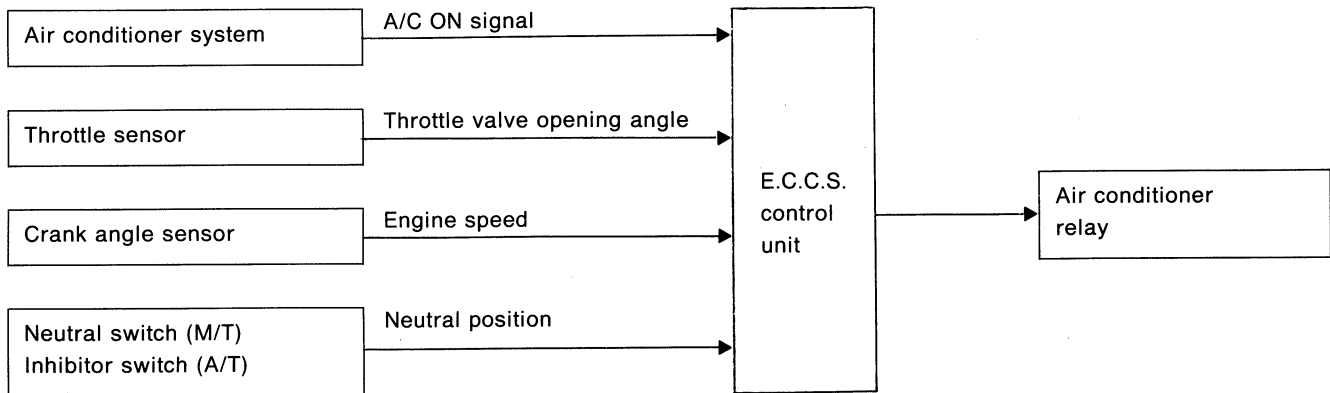 Air conditioner system
A/C ON signal
Throttle sensor
Throttle valve opening angle
Crank angle sensor
Engine speed
Neutral switch (M/T)
Inhibitor switch (A/T)
Neutral position
E.C.C.S.
control
unit
Air conditioner
relay